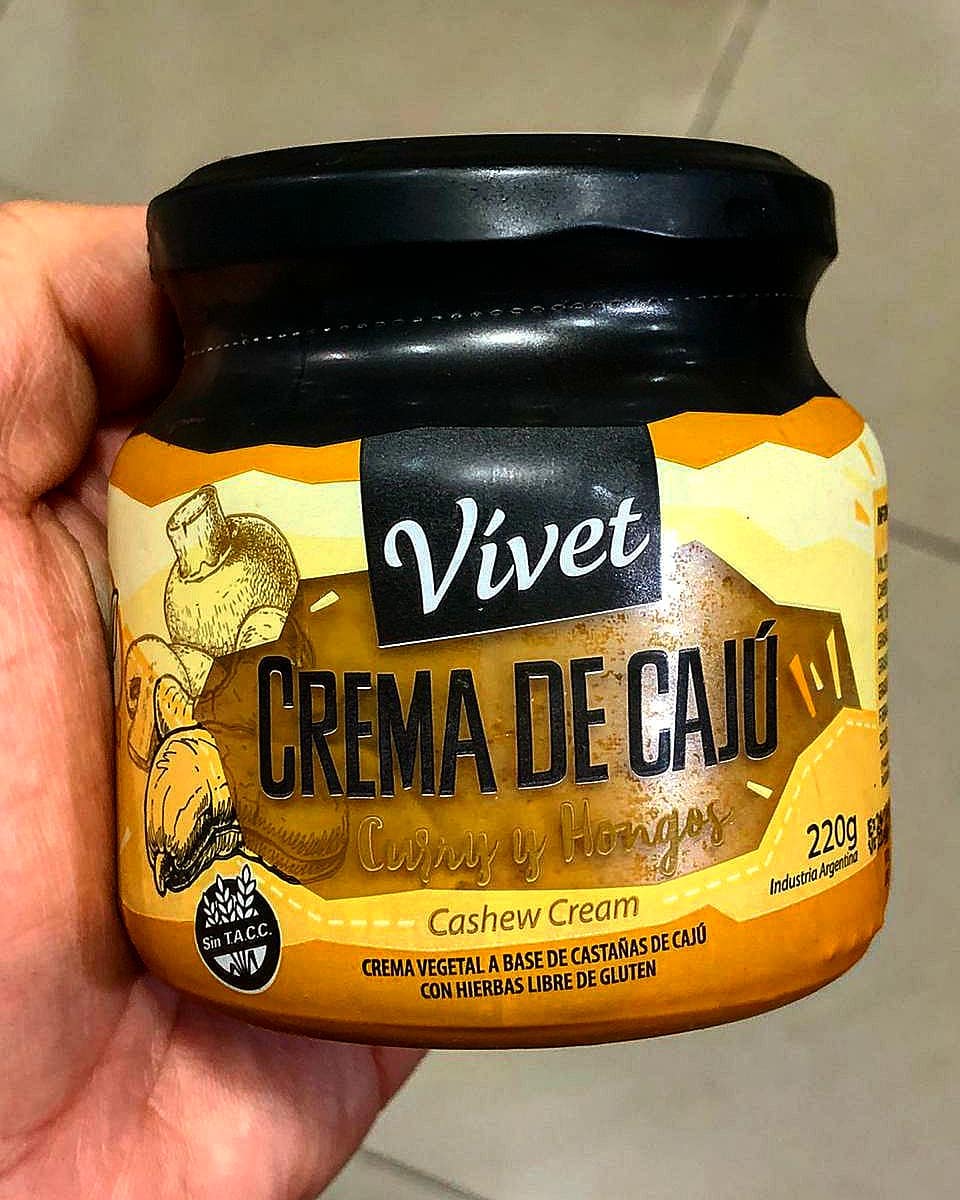 Vívet
CREMA DE CAJÚ
Curry y Hongos
Cashew Cream
220g
Industria Argentina
Sin T.A.C.C.
CREMA VEGETAL A BASE DE CASTAÑAS DE CAJÚ
CON HIERBAS LIBRE DE GLUTEN